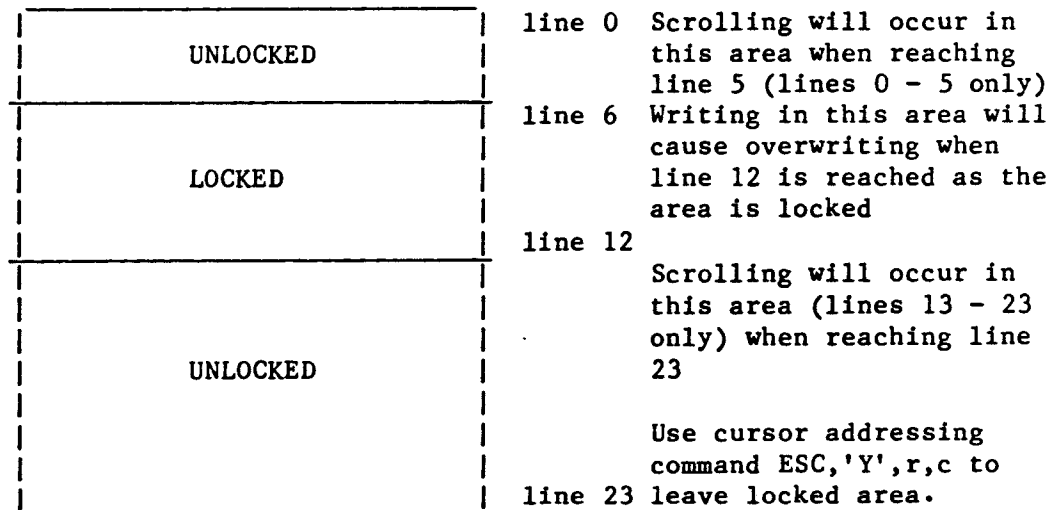 line 0 Scrolling will occur in
UNLOCKED this area when reaching
line 5 (lines 0 - 5 only)
line 6 Writing in this area will
cause overwriting when
LOCKED line 12 is reached as the
area is locked
line 12
Scrolling will occur in
this area (lines 13 - 23
only) when reaching line
UNLOCKED 23
Use cursor addressing
command ESC,'Y',r,c to
line 23 leave locked area.